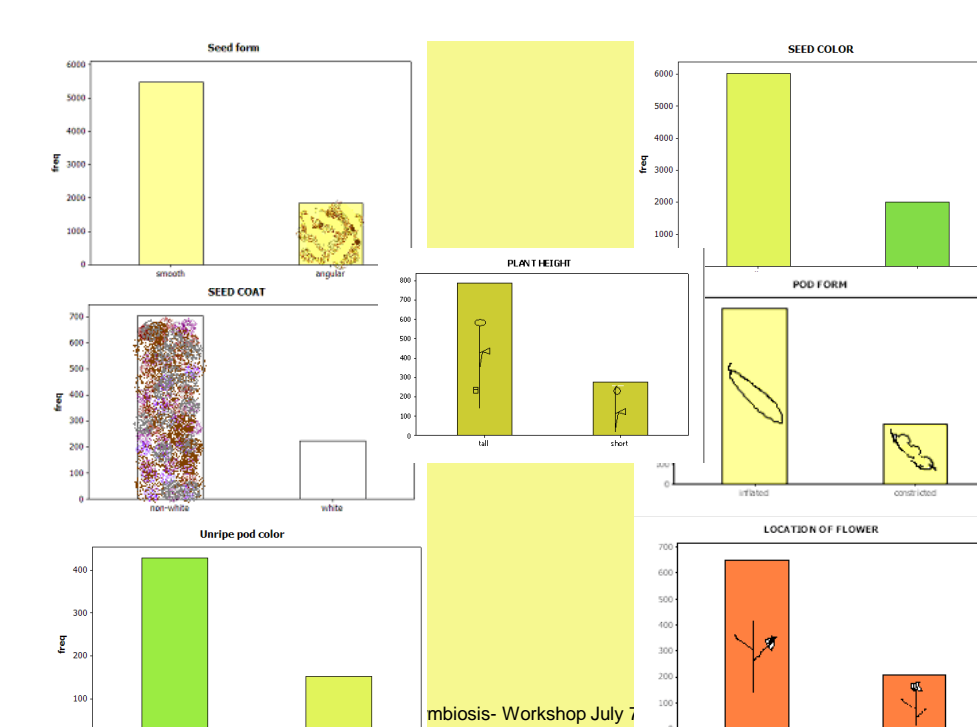 Seed form
6000
5000
4000
3000
2000
1000
0
freq
smooth
angular
SEED COLOR
6000
5000
4000
3000
2000
1000
freq
PLANT HEIGHT
800
700
600
500
400
300
200
100
0
tall
short
SEED COAT
700
600
500
400
300
200
100
0
freq
non-white
white
POD FORM
0
inflated
constricted
Unripe pod color
400
300
200
100
freq
LOCATION OF FLOWER
700
600
500
400
300
200
100
mbiosis- Workshop July 7